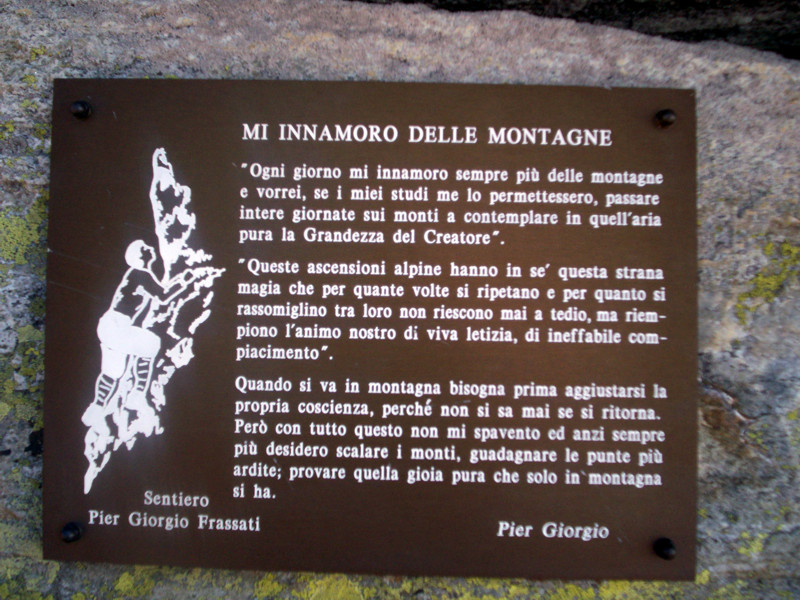 MI INNAMORO DELLE MONTAGNE
"Ogni giorno mi innamoro sempre più delle montagne
e vorrei, se i miei studi me lo permettessero, passare
intere giornate sui monti a contemplare in quell'aria
pura la Grandezza del Creatore".
"Queste ascensioni alpine hanno in se' questa strana
magia che per quante volte si ripetano e per quanto si
rassomiglino tra loro non riescono mai a tedio, ma riem-
piono l'animo nostro di viva letizia, di ineffabile com-
piacimento".
Quando si va in montagna bisogna prima aggiustarsi la
propria coscienza, perché non si sa mai se si ritorna.
Però con tutto questo non mi spavento ed anzi sempre
più desidero scalare i monti, guadagnare le punte più
ardite; provare quella gioia pura che solo in montagna
si ha.
Pier Giorgio
Sentiero
Pier Giorgio Frassati